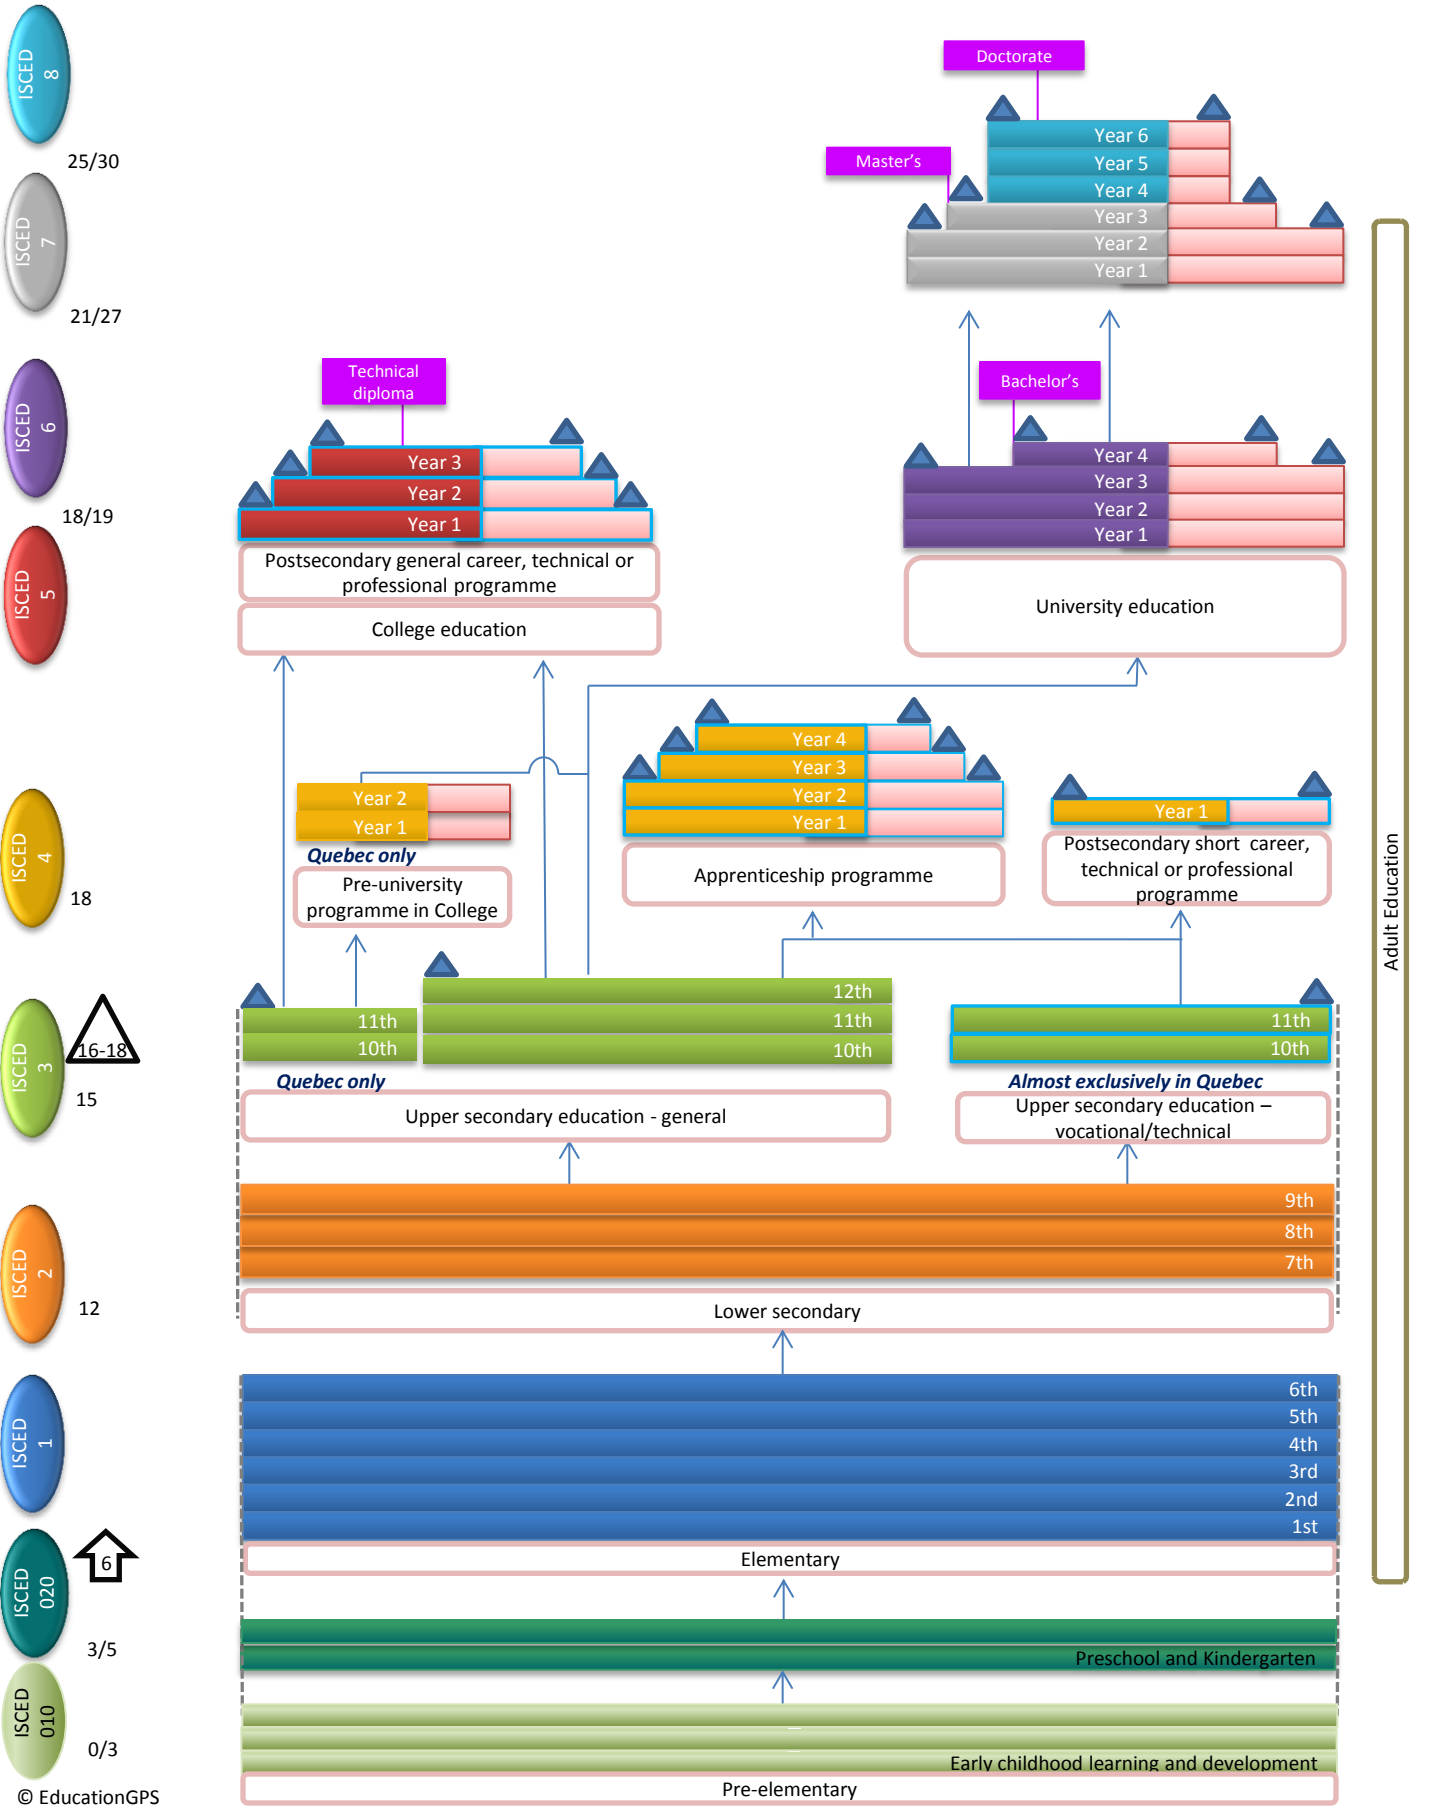 ISCED
8
25/30
ISCED
7
21/27
ISCED
6
18/19
ISCED
5
ISCED
4
18
ISCED
3
16-18
15
ISCED
2
12
ISCED
1
ISCED
020
6
3/5
ISCED
010
0/3
© EducationGPS
Doctorate
Year 6
Year 5
Year 4
Master's
Year 3
Year 2
Year 1
Technical
diploma
Year 3
Year 2
Year 1
Postsecondary general career, technical or
professional programme
College education
Bachelor's
Year 4
Year 3
Year 2
Year 1
University education
Year 2
Year 1
Quebec only
Pre-university
programme in College
Year 4
Year 3
Year 2
Year 1
Apprenticeship programme
Year 1
Postsecondary short career,
technical or professional
programme
11th
10th
Quebec only
12th
11th
10th
Upper secondary education - general
11th
10th
Almost exclusively in Quebec
Upper secondary education –
vocational/technical
9th
8th
7th
Lower secondary
6th
5th
4th
3rd
2nd
1st
Elementary
Preschool and Kindergarten
Early childhood learning and development
Pre-elementary
Adult Education